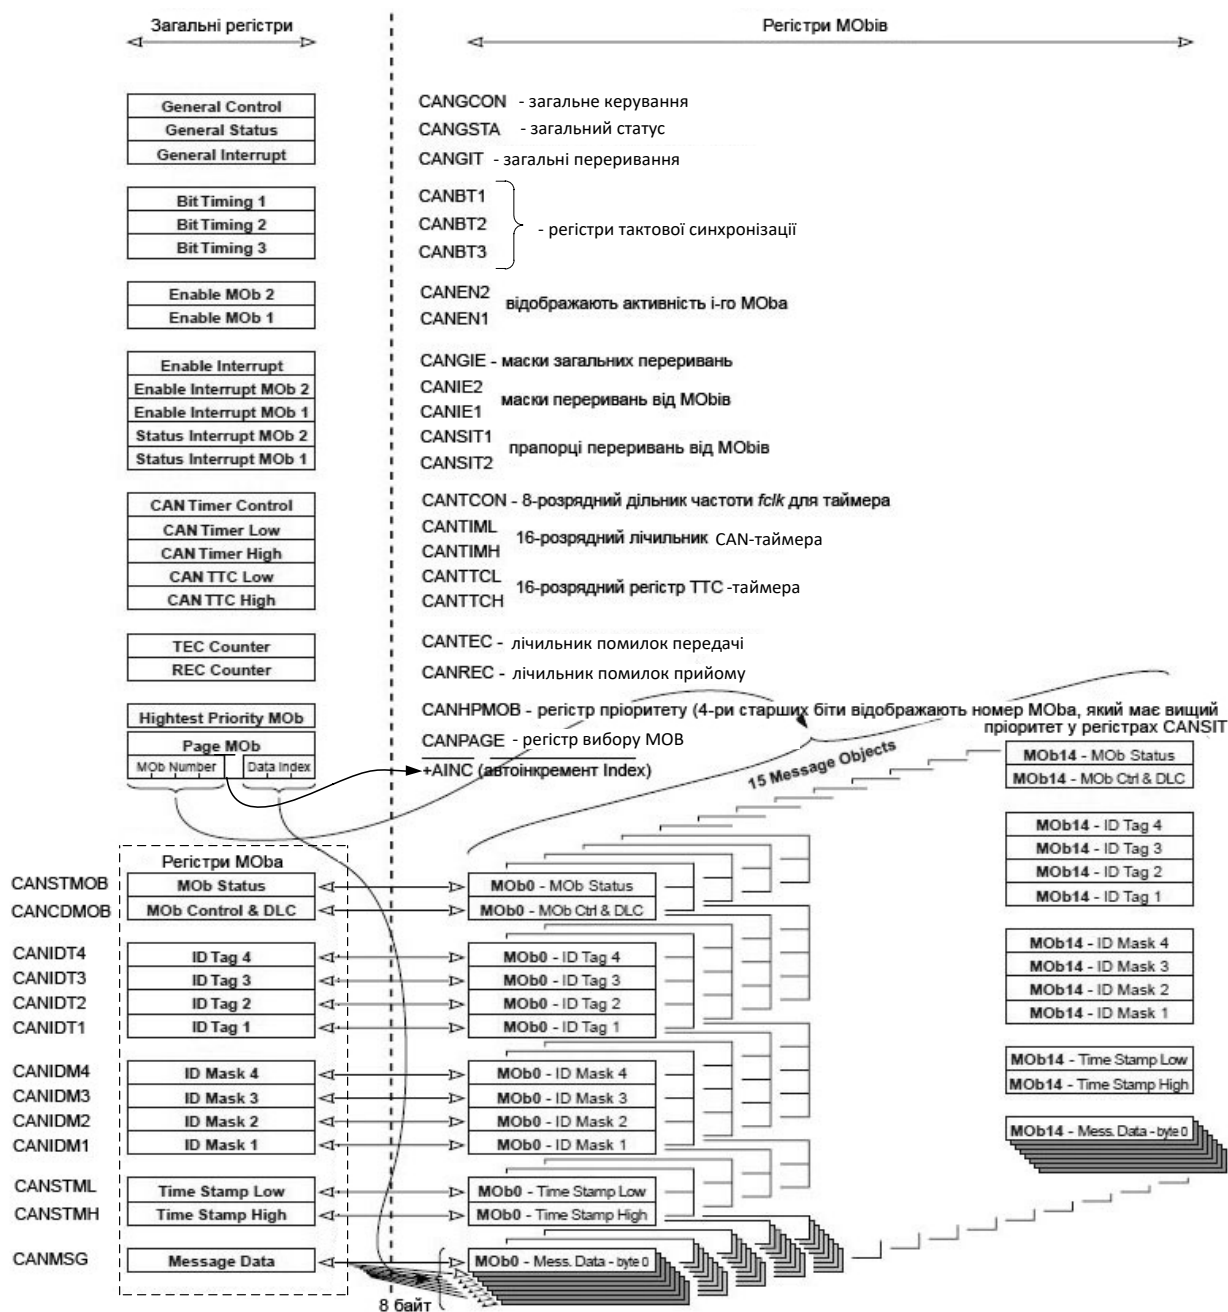 Загальні регістри
Регістри МОbів
General Control CANGCON - загальне керування
General Status CANGSTA - загальний статус
General Interrupt CANGIT - загальні переривання
Bit Timing 1 CANBT1
Bit Timing 2 CANBT2 - регістри тактової синхронізації
Bit Timing 3 CANBT3
Enable MOb 2 CANEN2
відображають активність і-го МОbа
Enable MOb 1 CANEN1
Enable Interrupt CANGIE - маски загальних переривань
Enable Interrupt MOb 2 CANIE2
маски переривань від МОbів
Enable Interrupt MOb 1 CANIE1
Status Interrupt MOb 2 CANSIT1
прапорці переривань від МОbів
Status Interrupt MOb 1 CANSIT2
CAN Timer Control CANTCON - 8-розрядний дільник частоти fclk для таймера
CAN Timer Low CANTIML
16-розрядний лічильник CAN-таймера
CAN Timer High CANTIMH
CAN TTC Low CANTTCL
16-розрядний регістр ТТС -таймера
CAN TTC High CANTTCH
TEC Counter CANTEC - лічильник помилок передачі
REC Counter CANREC - лічильник помилок прийому
Hightest Priority MOb CANHPMOB - регістр пріоритету (4-ри старших біти відображають номер МОbа, який має вищий
пріоритет у регістрах CANSIT
Page MOb CANPAGE - регістр вибору МОВ
MOb Number Data Index +AINC (автоінкремент Index)
15 Message Objects
MOb14 - MOb Status
MOb14 - MOb Ctrl & DLC
MOb14 - ID Tag 4
MOb14 - ID Tag 3
MOb14 - ID Tag 2
MOb14 - ID Tag 1
MOb14 - ID Mask 4
MOb14 - ID Mask 3
MOb14 - ID Mask 2
MOb14 - ID Mask 1
MOb14 - Time Stamp Low
MOb14 - Time Stamp High
MOb14 - Mess. Data - byte 0
Регістри МОbа
CANSTMOB MOb Status MOb0 - MOb Status
CANCDMOB MOb Control & DLC MOb0 - MOb Ctrl & DLC
CANIDT4 ID Tag 4 MOb0 - ID Tag 4
CANIDT3 ID Tag 3 MOb0 - ID Tag 3
CANIDT2 ID Tag 2 MOb0 - ID Tag 2
CANIDT1 ID Tag 1 MOb0 - ID Tag 1
CANIDM4 ID Mask 4 MOb0 - ID Mask 4
CANIDM3 ID Mask 3 MOb0 - ID Mask 3
CANIDM2 ID Mask 2 MOb0 - ID Mask 2
CANIDM1 ID Mask 1 MOb0 - ID Mask 1
CANSTML Time Stamp Low MOb0 - Time Stamp Low
CANSTMH Time Stamp High MOb0 - Time Stamp High
CANMSG Message Data MOb0 - Mess. Data - byte 0
8 байт